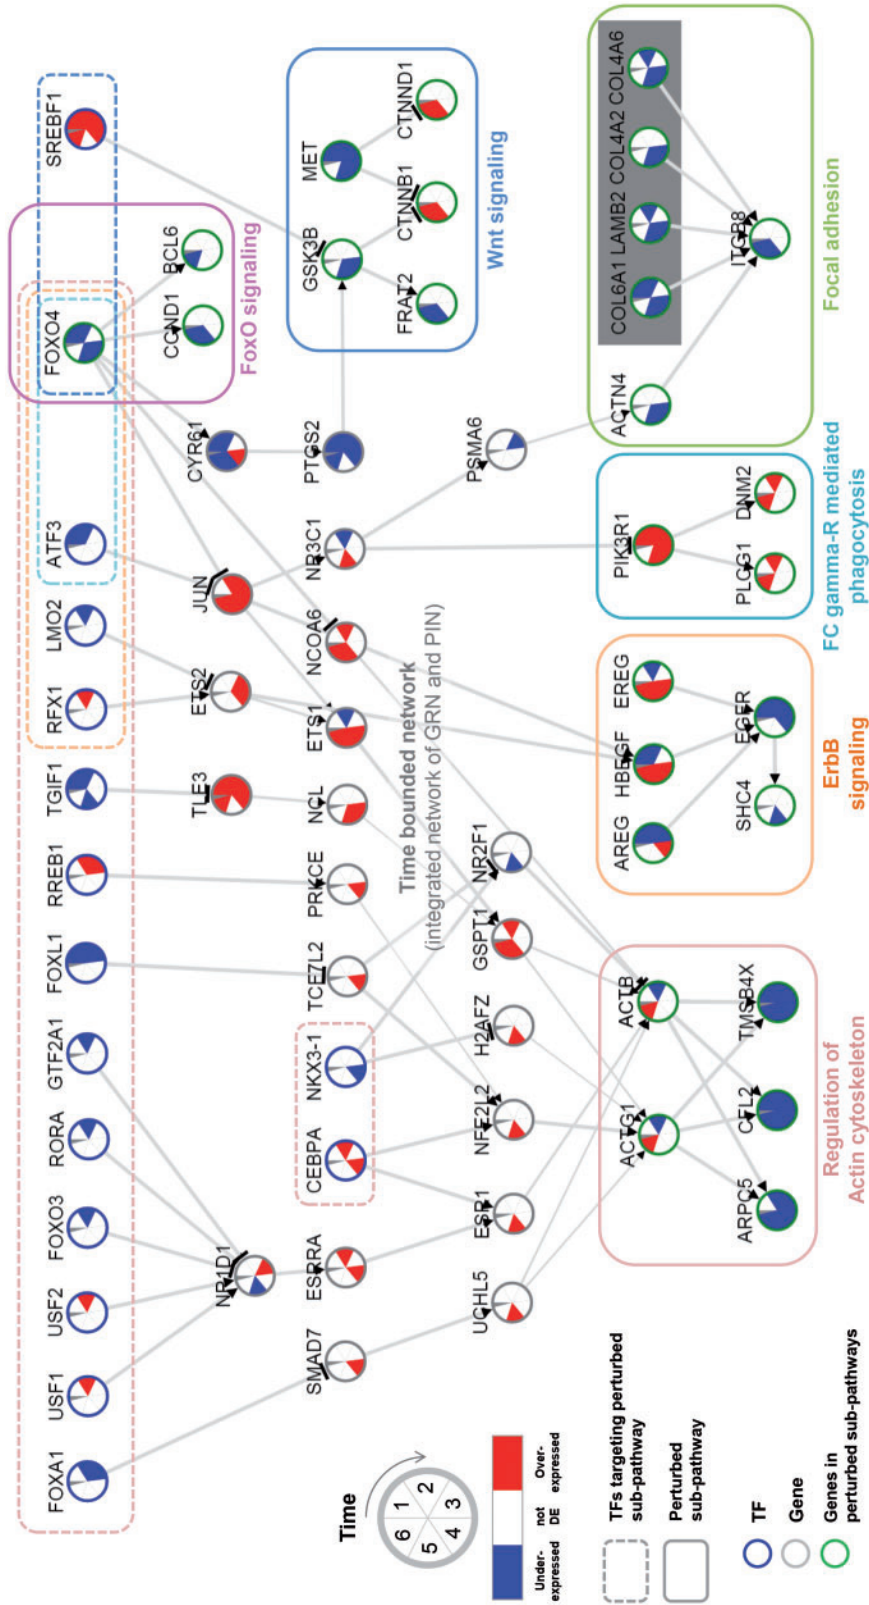 FOXA1
USF1
USF2
FOXO3
RORA
GTF2A1
FOXL1
RREB1
TGIF1
RFX1
LMO2
ATF3
FOXO4
SREBF1
CCND1
BCL6
FoxO signaling
NR1D1
TLE3
ETS2
JUN
CYR61
SMAD7
ESRRA
CEBPA
NKX3-1
TCF7L2
PRKCE
NCL
ETS1
NCOA6
NR3C1
PTGS2
GSK3B
MET
FRAT2
CTNNB1
CTNND1
Wnt signaling
Time bounded network
(integrated network of GRN and PIN)
UCHL5
ESR1
NFE2L2
H2AFZ
GSPT1
NR2F1
PSMA6
ACTG1
ACTB
ARPC5
CFL2
TMSB4X
Regulation of
Actin cytoskeleton
AREG
HBEGF
EREG
SHC4
EGFR
ErbB
signaling
PIK3R1
PLCG1
DNM2
FC gamma-R mediated
phagocytosis
ACTN4
COL6A1
LAMB2
COL4A2
COL4A6
ITGB8
Focal adhesion
Time
1
2
3
4
5
6
Under-
expressed
not
DE
Over-
expressed
TFs targeting perturbed
sub-pathway
Perturbed
sub-pathway
TF
Gene
Genes in
perturbed sub-pathways